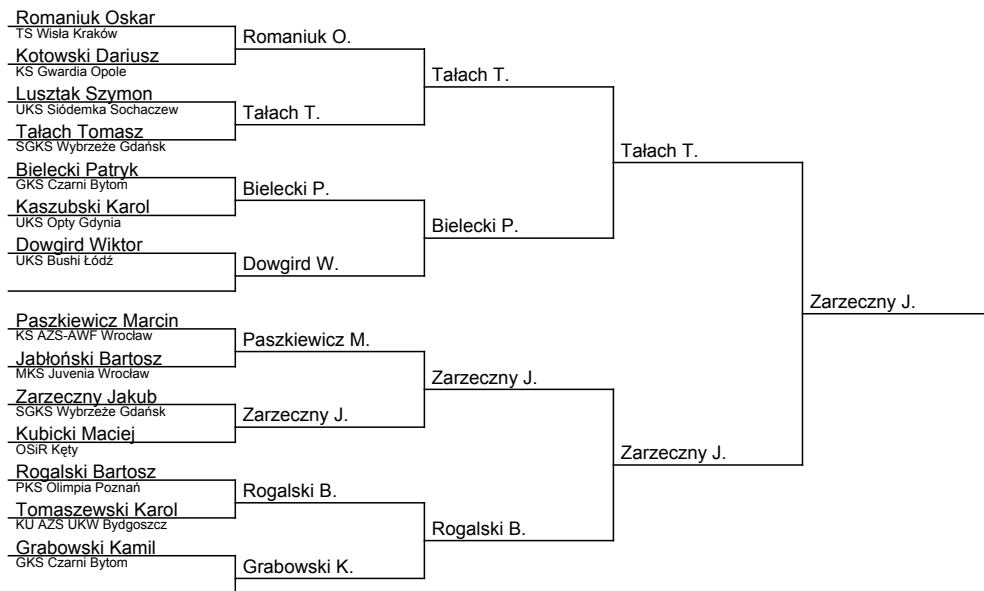 Romaniuk Oskar
TS Wisła Kraków
Romaniuk O.
Kotowski Dariusz
KS Gwardia Opole
Tałach T.
Lusztak Szymon
UKS Siódemka Sochaczew
Tałach T.
Tałach Tomasz
SGKS Wybrzeże Gdańsk
Tałach T.
Bielecki Patryk
GKS Czarni Bytom
Bielecki P.
Kaszubski Karol
UKS Opty Gdynia
Bielecki P.
Dowgird Wiktor
UKS Bushi Łódź
Dowgird W.
Zarzeczny J.
Paszkiewicz Marcin
KS AZS-AWF Wrocław
Paszkiewicz M.
Jabłoński Bartosz
MKS Juvenia Wrocław
Zarzeczny J.
Zarzeczny Jakub
SGKS Wybrzeże Gdańsk
Zarzeczny J.
Kubicki Maciej
OSiR Kęty
Zarzeczny J.
Rogalski Bartosz
PKS Olimpia Poznań
Rogalski B.
Tomaszewski Karol
KU AZS UKW Bydgoszcz
Rogalski B.
Grabowski Kamil
GKS Czarni Bytom
Grabowski K.